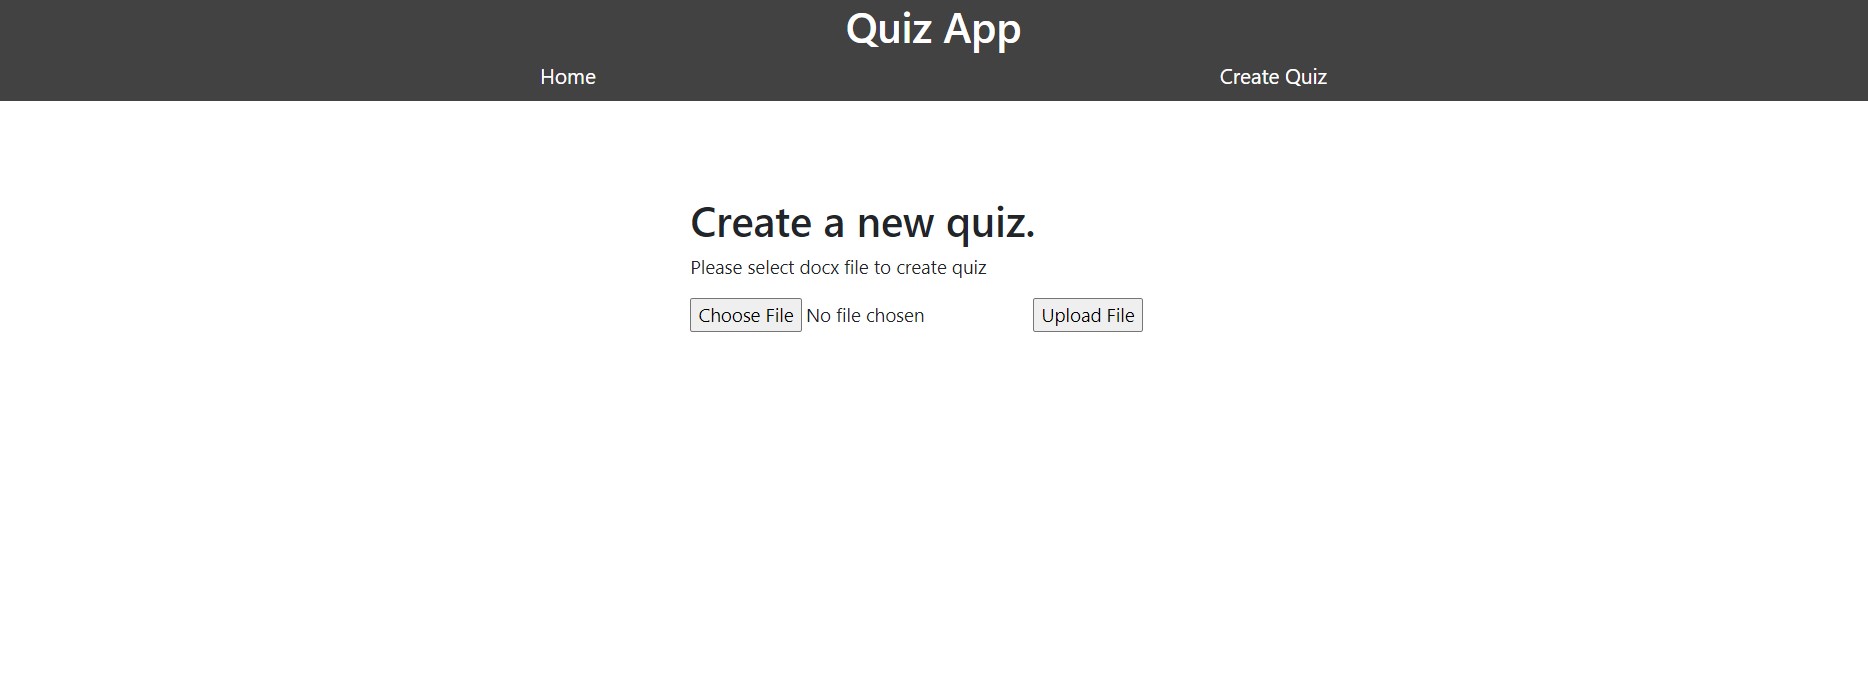 Quiz App
Home Create Quiz
Create a new quiz.
Please select docx file to create quiz
Choose File No file chosen Upload File